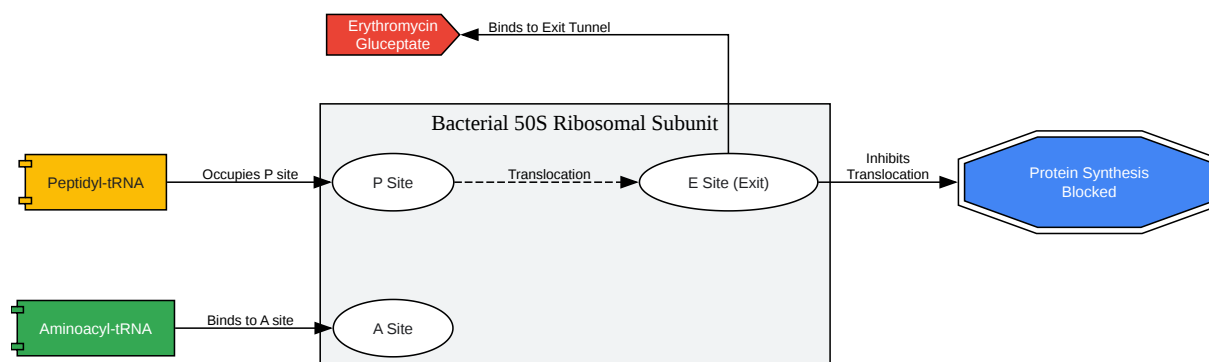 Erythromycin
Gluceptate
Binds to Exit Tunnel
Bacterial 50S Ribosomal Subunit
Peptidyl-tRNA
Occupies P site
P Site
Translocation
E Site (Exit)
Inhibits
Translocation
Protein Synthesis
Blocked
Aminoacyl-tRNA
Binds to A site
A Site